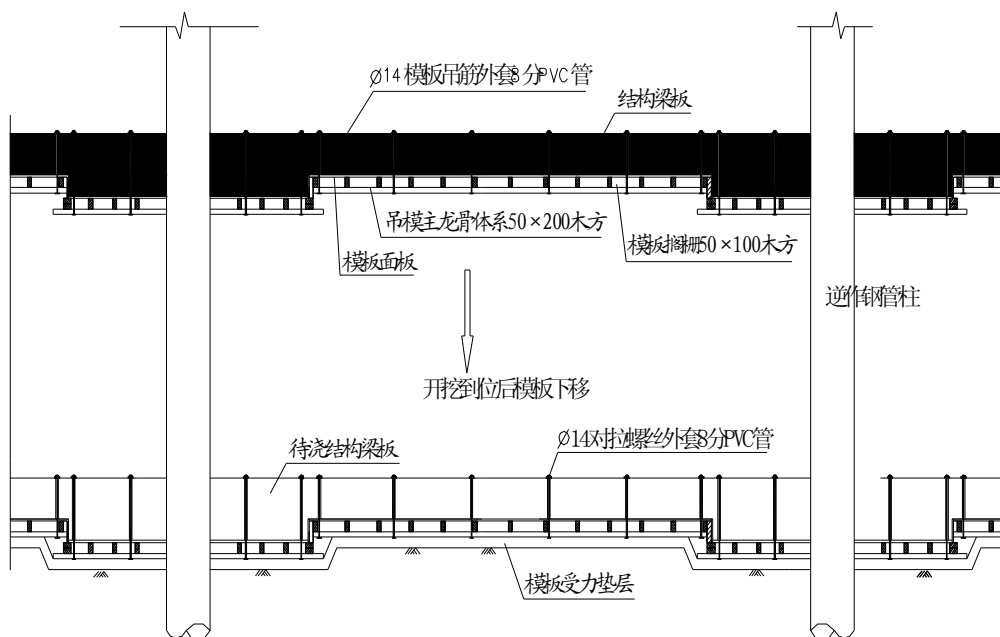 ∅14模板吊筋外套8分PVC管
结构梁板
吊模主龙骨体系50×200木方
模板搁栅50×100木方
模板面板
逆作钢管柱
开挖到位后模板下移
∅14对拉螺丝外套8分PVC管
待浇结构梁板
模板受力垫层